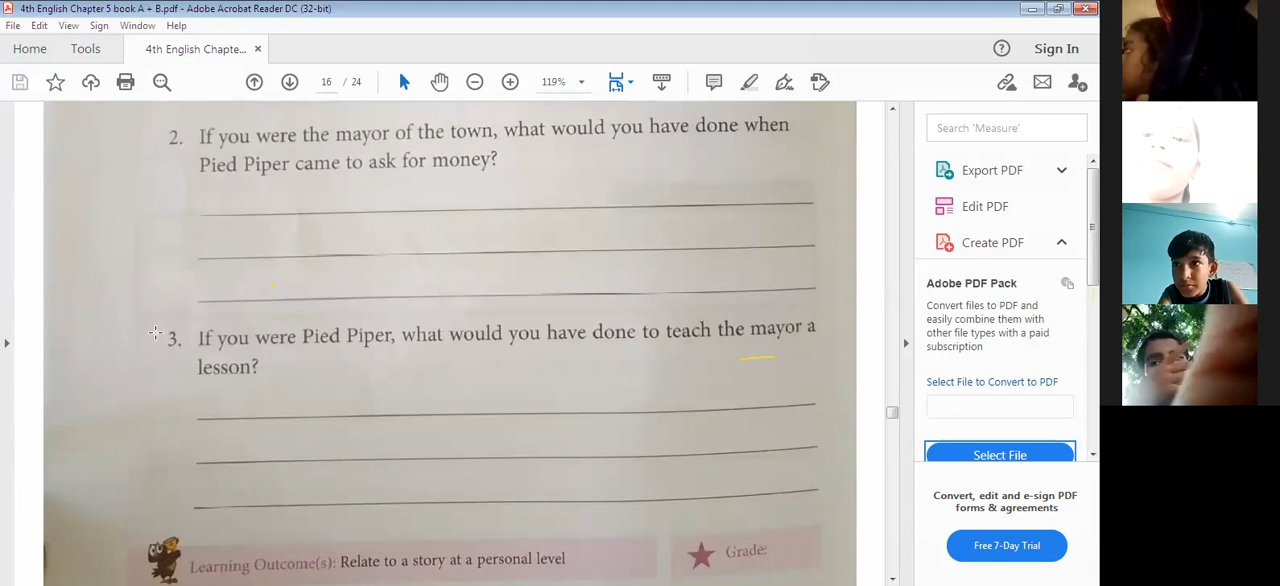 4th English Chapter 5 book A + B.pdf - Adobe Acrobat Reader DC (32-bit)
File Edit View Sign Window Help
Home Tools 4th English Chapte... × Sign In
16 / 24 119%
2. If you were the mayor of the town, what would you have done when
Pied Piper came to ask for money?
3. If you were Pied Piper, what would you have done to teach the mayor a
lesson?
Learning Outcome(s): Relate to a story at a personal level
Grade:
Search 'Measure'
Export PDF
Edit PDF
Create PDF
Adobe PDF Pack
Convert files to PDF and
easily combine them with
other file types with a paid
subscription
Select File to Convert to PDF
Select File
Convert, edit and e-sign PDF
forms & agreements
Free 7-Day Trial